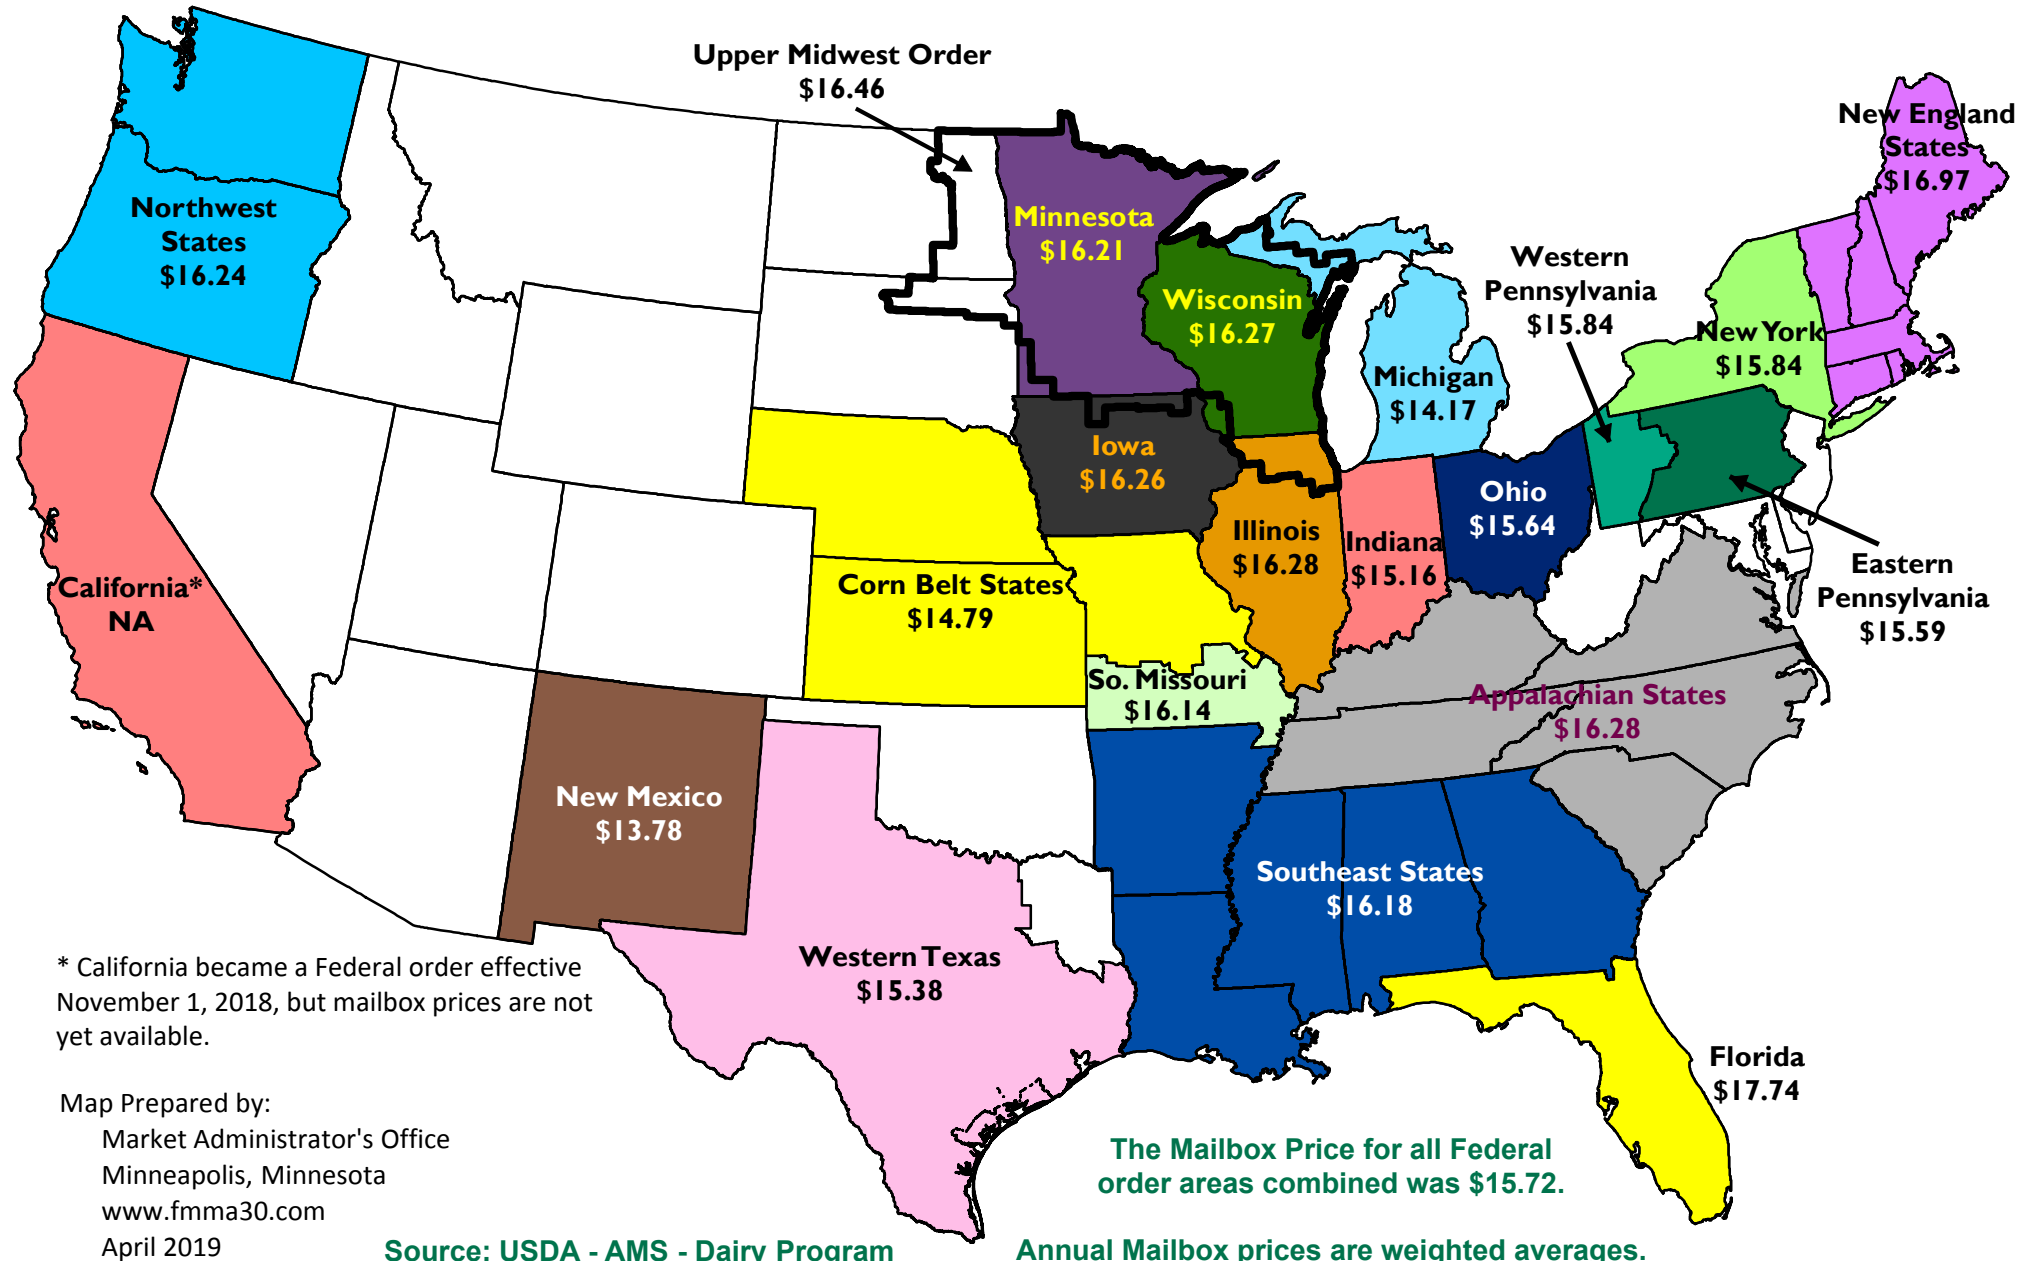 Upper Midwest Order
$16.46
New England
States
$16.97
Northwest
States
$16.24
Minnesota
$16.21
Western
Pennsylvania
$15.84
Wisconsin
$16.27
New York
$15.84
Michigan
$14.17
Iowa
$16.26
Ohio
$15.64
Illinois
$16.28
Indiana
$15.16
Eastern
Pennsylvania
$15.59
California*
NA
Corn Belt States
$14.79
So. Missouri
$16.14
Appalachian States
$16.28
New Mexico
$13.78
Southeast States
$16.18
Western Texas
$15.38
Florida
$17.74
* California became a Federal order effective
November 1, 2018, but mailbox prices are not
yet available.
Map Prepared by:
Market Administrator's Office
Minneapolis, Minnesota
www.fmma30.com
April 2019
The Mailbox Price for all Federal
order areas combined was $15.72.
Source: USDA - AMS - Dairy Program
Annual Mailbox prices are weighted averages.